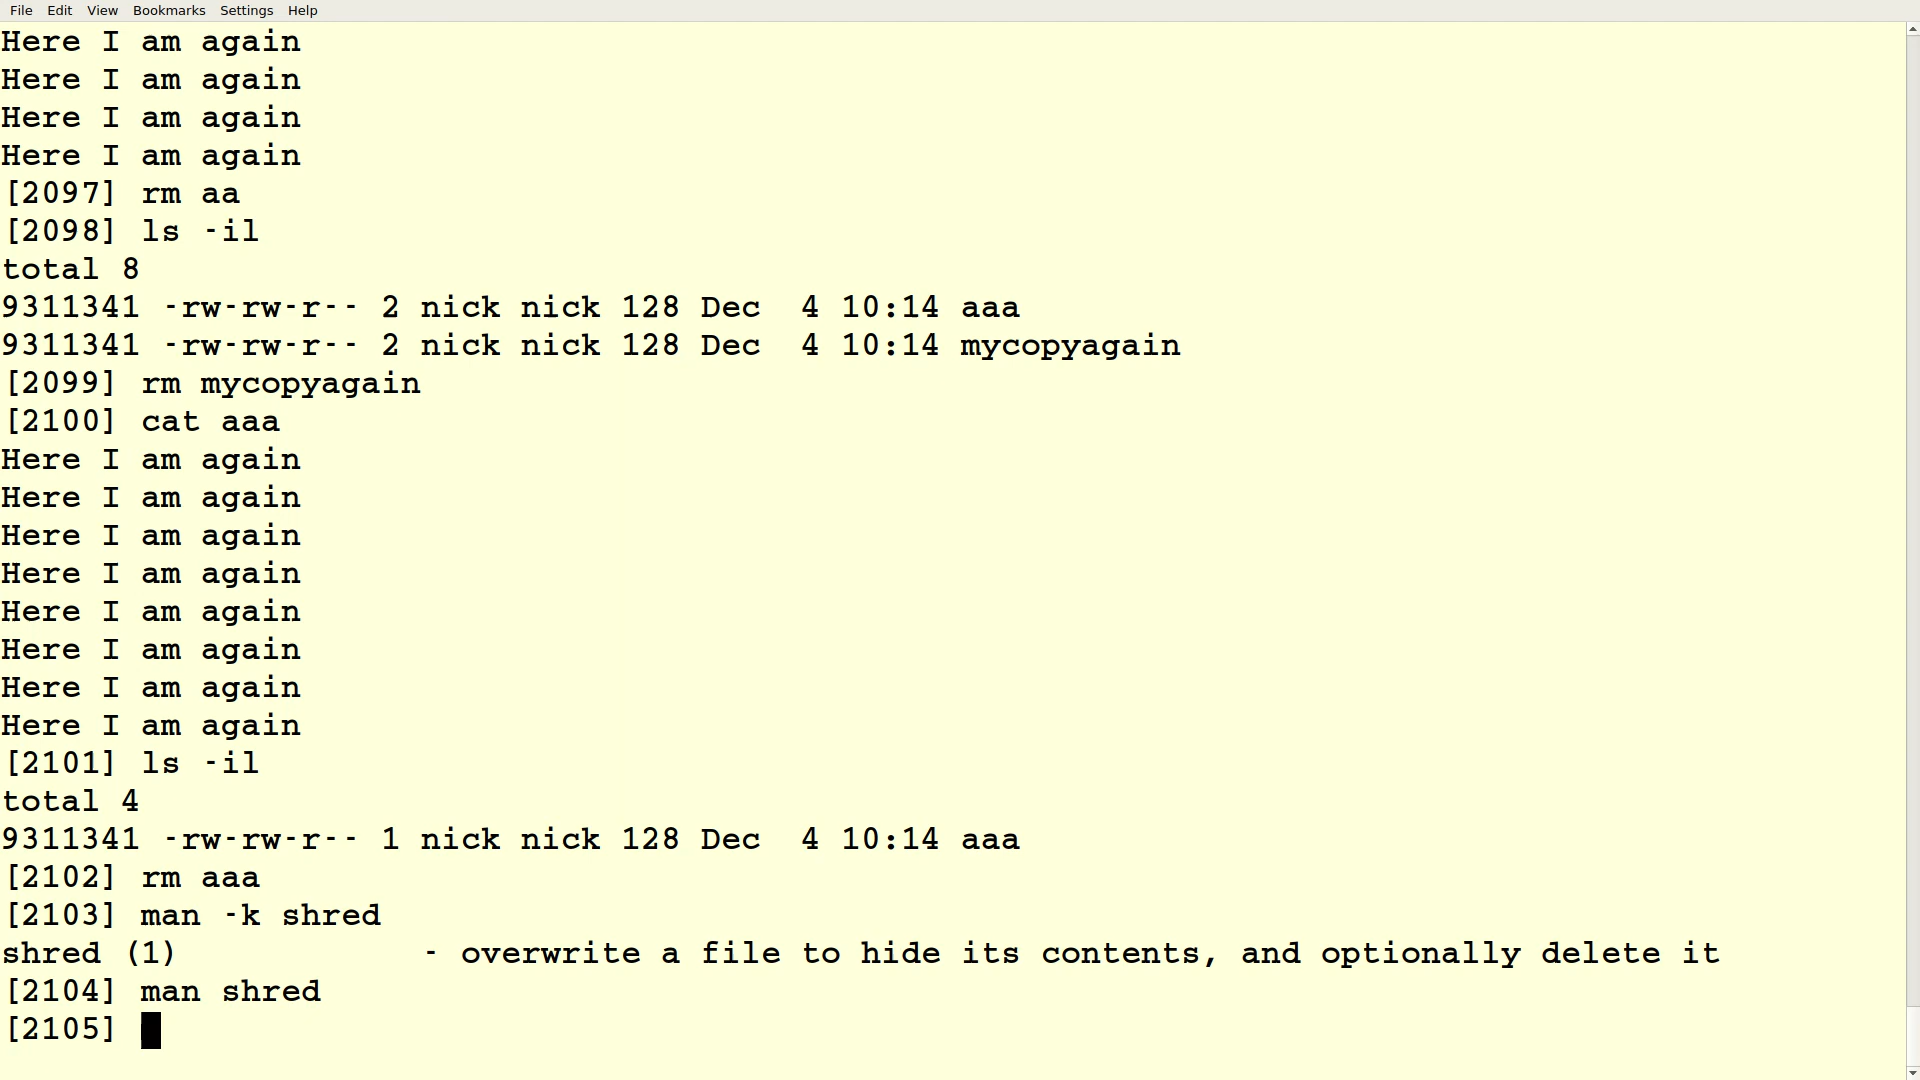 File Edit View Bookmarks Settings Help
Here I am again
Here I am again
Here I am again
Here I am again
[2097] rm aa
[2098] ls -il
total 8
9311341 -rw-rw-r-- 2 nick nick 128 Dec  4 10:14 aaa
9311341 -rw-rw-r-- 2 nick nick 128 Dec  4 10:14 mycopyagain
[2099] rm mycopyagain
[2100] cat aaa
Here I am again
Here I am again
Here I am again
Here I am again
Here I am again
Here I am again
Here I am again
Here I am again
[2101] ls -il
total 4
9311341 -rw-rw-r-- 1 nick nick 128 Dec  4 10:14 aaa
[2102] rm aaa
[2103] man -k shred
shred (1)            - overwrite a file to hide its contents, and optionally delete it
[2104] man shred
[2105]